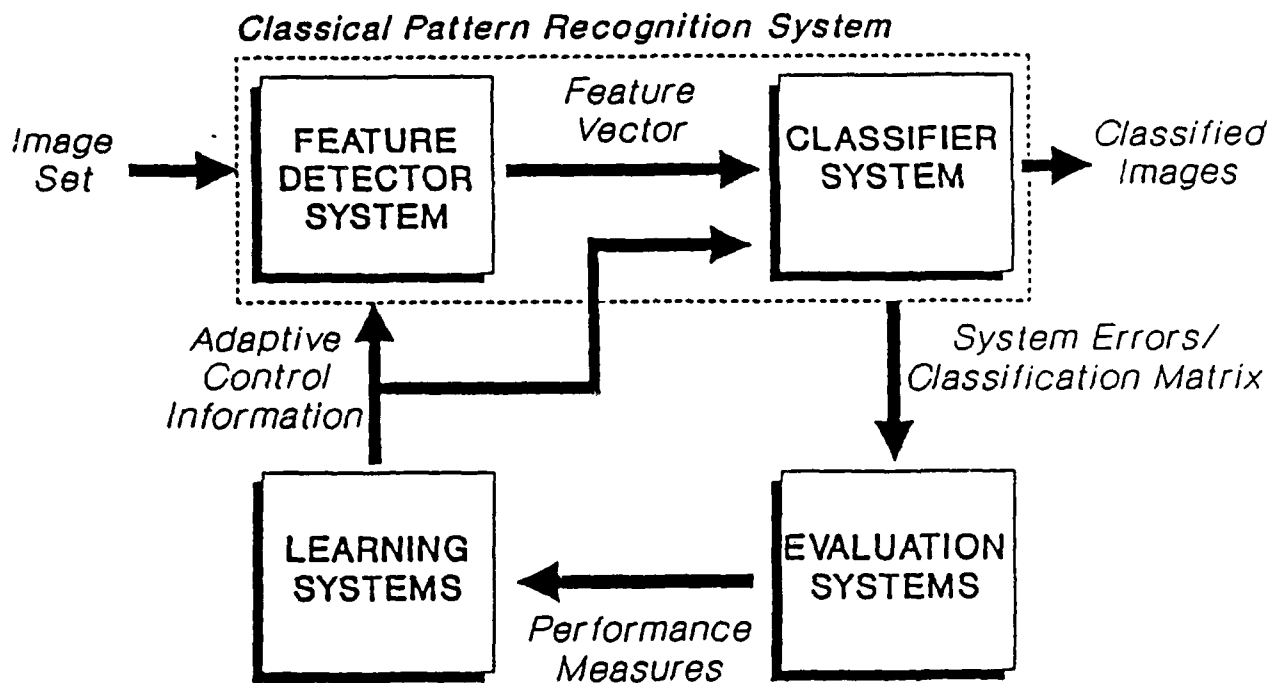 Classical Pattern Recognition System
Image
Set
FEATURE
DETECTOR
SYSTEM
Feature
Vector
CLASSIFIER
SYSTEM
Classified
Images
Adaptive
Control
Information
System Errors/
Classification Matrix
LEARNING
SYSTEMS
EVALUATION
SYSTEMS
Performance
Measures